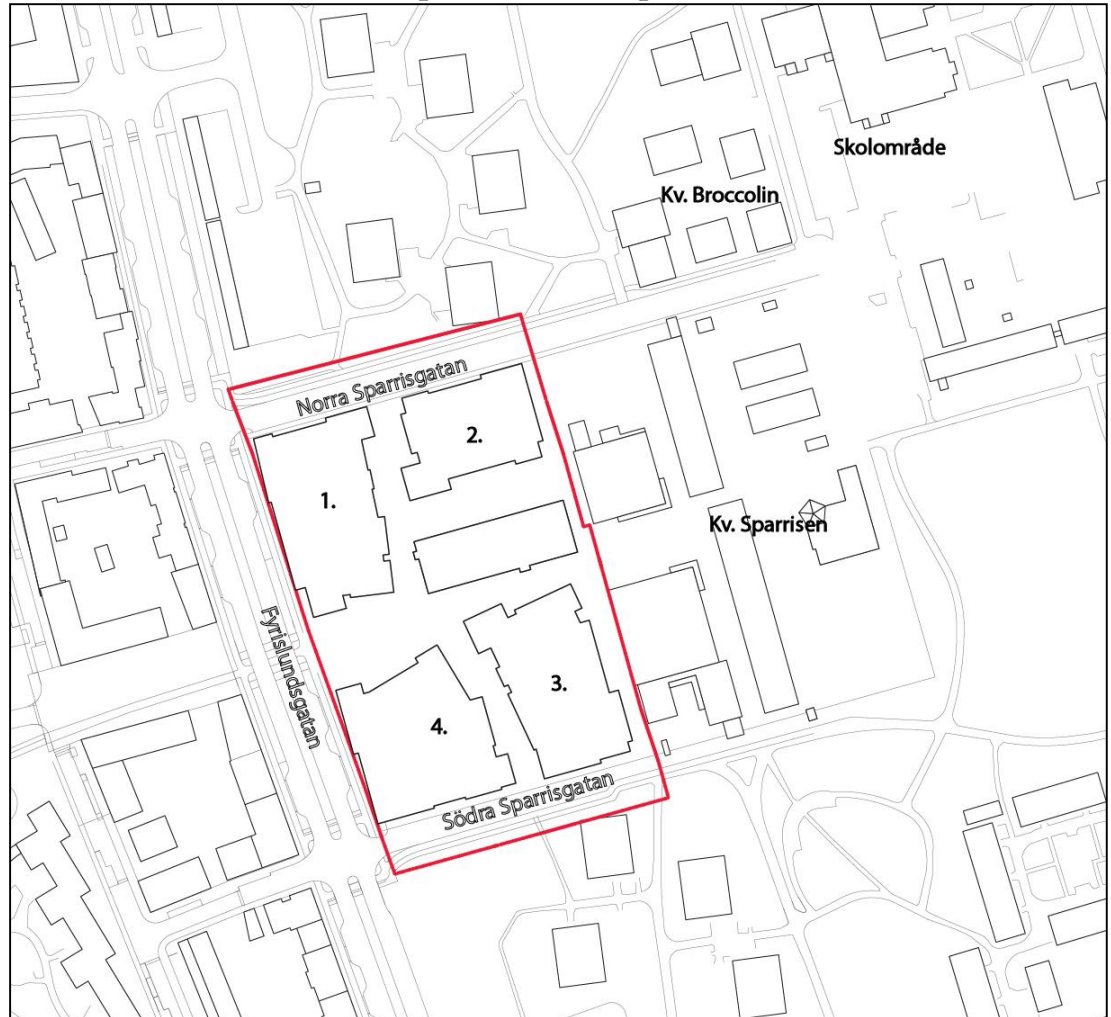 Skolområde
Kv. Broccolin
Norra Sparrisgatan
2.
1.
Kv. Sparrisen
Fyrislundsgatan
3.
4.
Södra Sparrisgatan